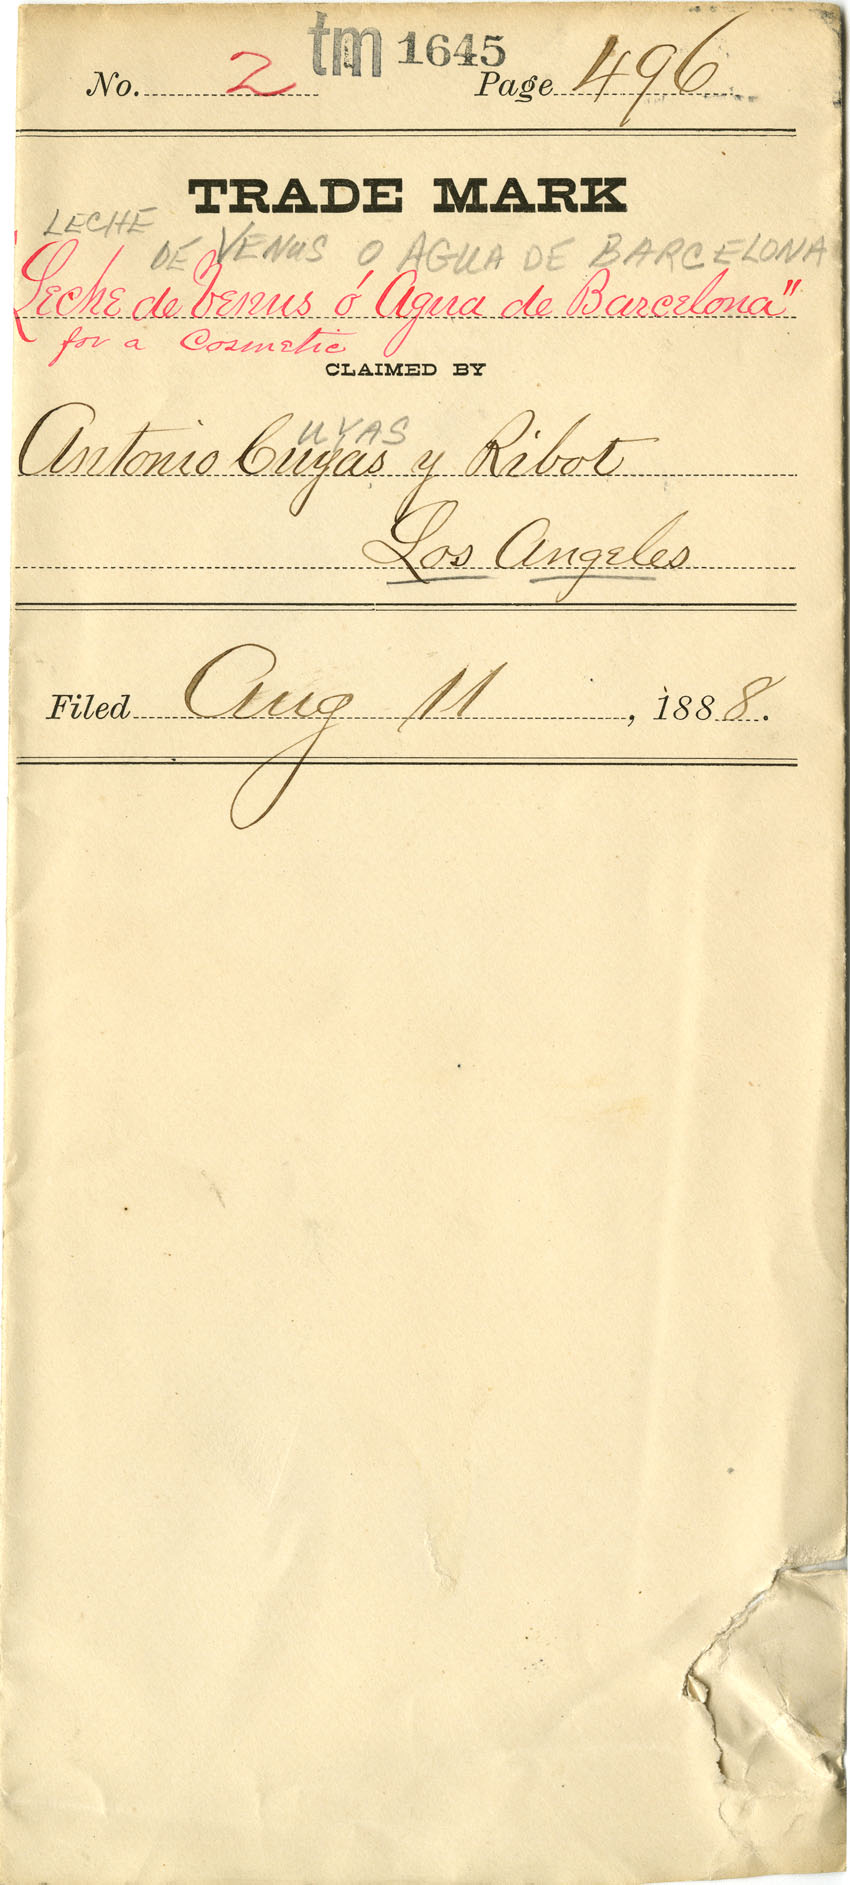 tm 1645
No. 2 Page 496
TRADE MARK
LECHE
DE VENUS O AGUA DE BARCELONA
"Leche de Venus ó Agua de Barcelona"
for a Cosmetic
CLAIMED BY
UYAS
Antonio Cuyas y Ribot
Los Angeles
Filed Aug 11, 1888.